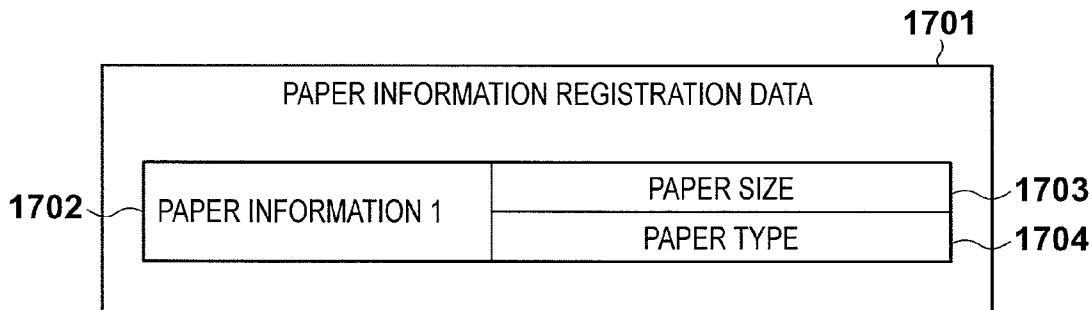 1701
PAPER INFORMATION REGISTRATION DATA
1702 PAPER INFORMATION 1
PAPER SIZE 1703
PAPER TYPE 1704